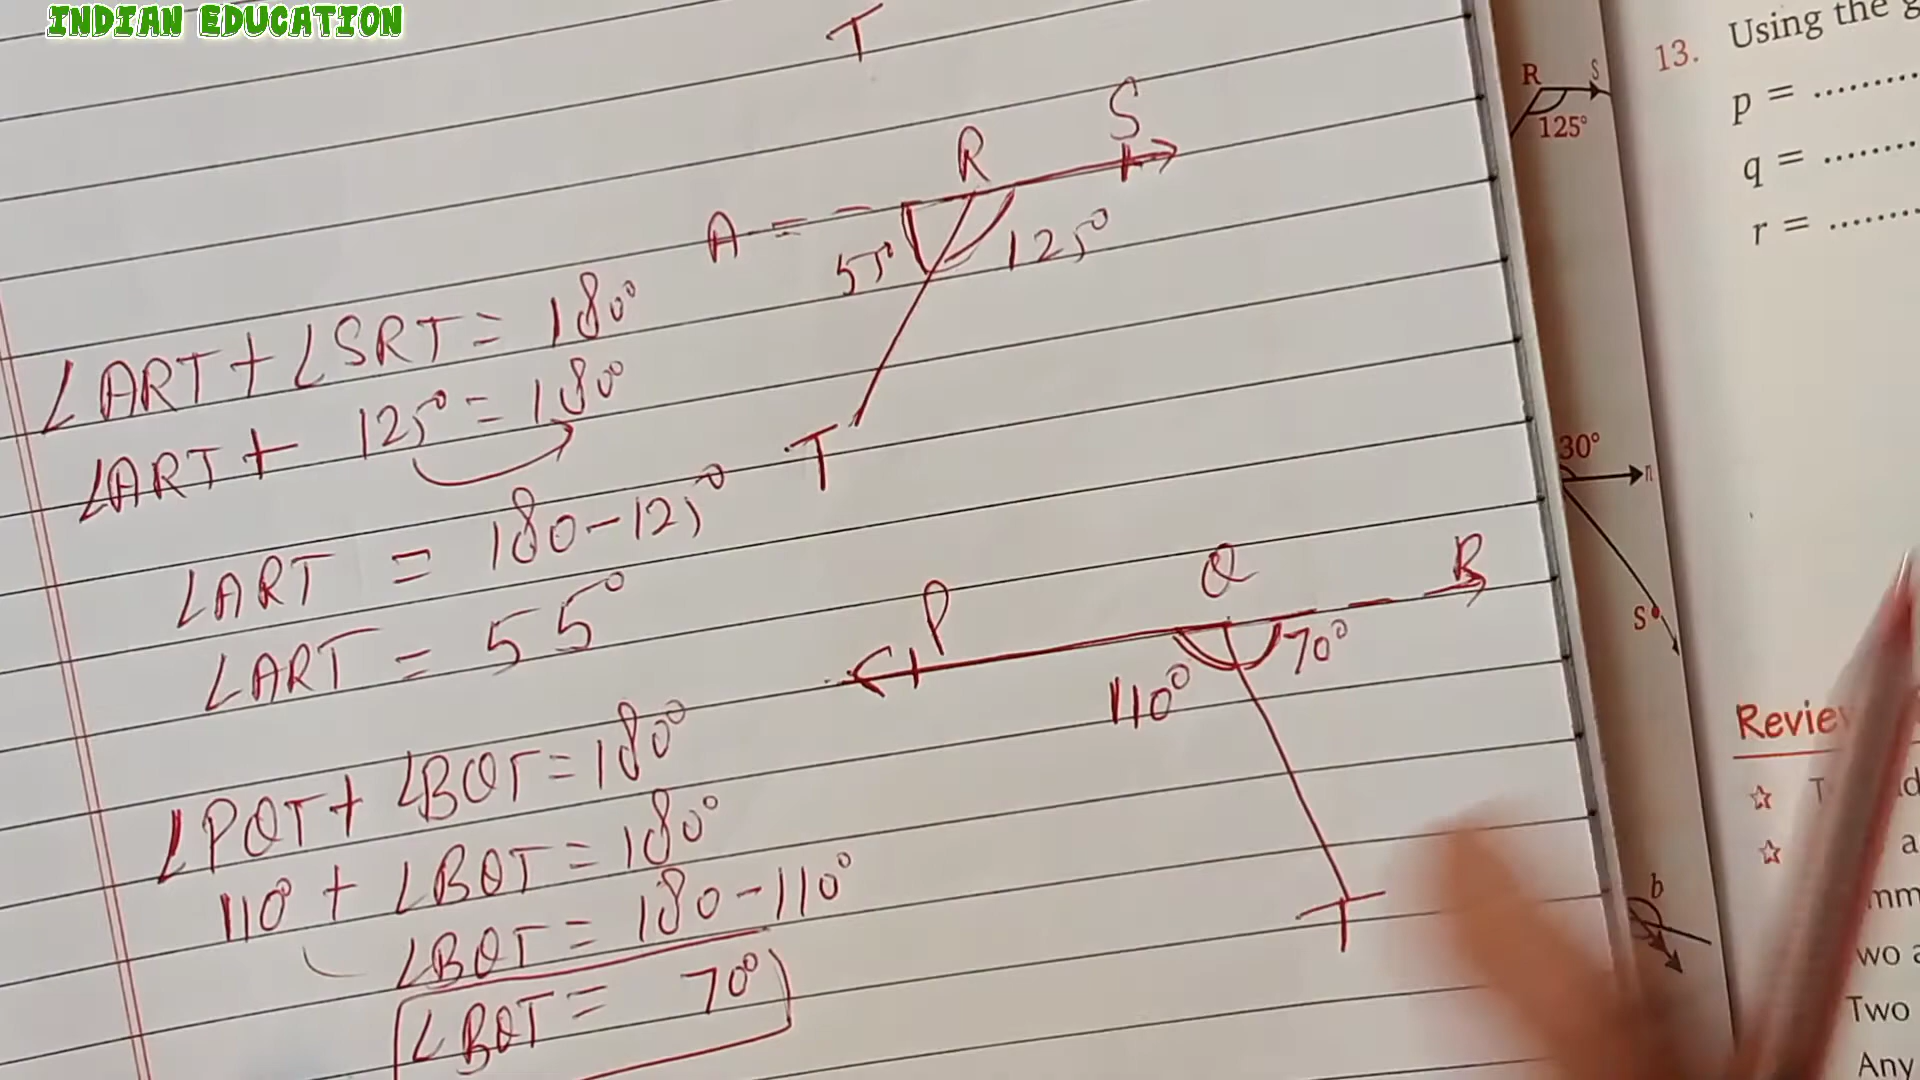 INDIAN EDUCATION
T
A R S
55° 125°
T
∠ART + ∠SRT = 180°
∠ART + 125° = 180°
∠ART = 180-125°
∠ART = 55°
P Q B
110° 70°
T
∠PQT + ∠BQT = 180°
110° + ∠BQT = 180°
∠BQT = 180-110°
∠BQT = 70°
R S
125°
30°
n
S
b
13. Using the g
p = ..........
q = ..........
r = ..........
Review
Two
Any